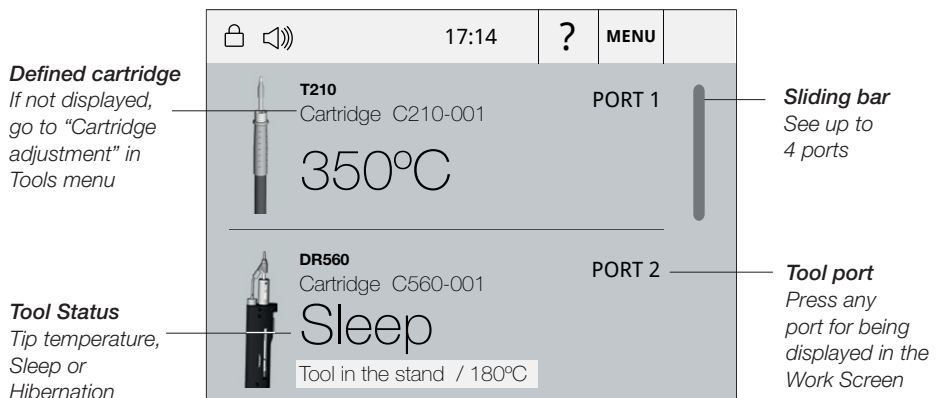 17:14
?
MENU
Defined cartridge
If not displayed,
go to “Cartridge
adjustment” in
Tools menu
T210
Cartridge C210-001
350ºC
PORT 1
Sliding bar
See up to
4 ports
DR560
Cartridge C560-001
Sleep
Tool in the stand / 180ºC
PORT 2
Tool Status
Tip temperature,
Sleep or
Hibernation
Tool port
Press any
port for being
displayed in the
Work Screen